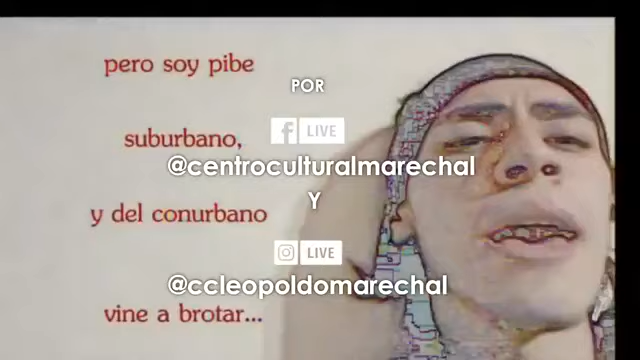 pero soy pibe
POR
suburbano,
f LIVE
@centroculturalmarechal
Y
y del conurbano
LIVE
@ccleopoldomarechal
vine a brotar...